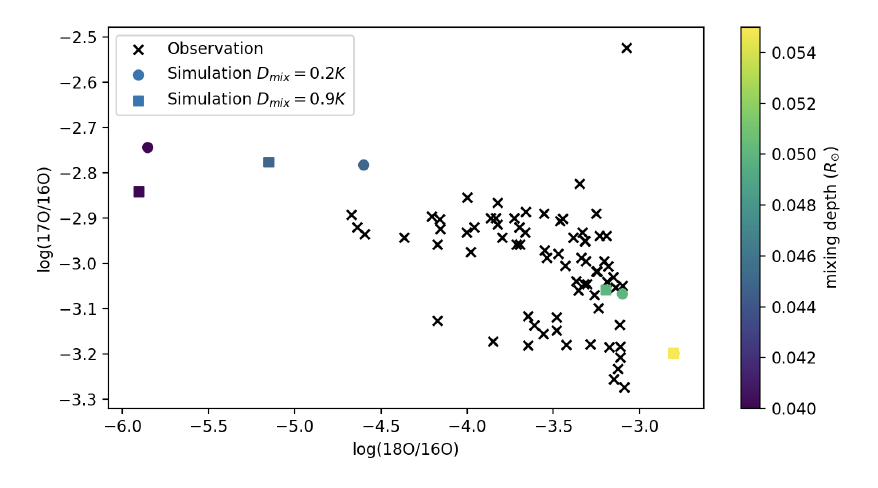 Observation
Simulation D_mix = 0.2K
Simulation D_mix = 0.9K
−2.5
−2.6
−2.7
−2.8
−2.9
−3.0
−3.1
−3.2
−3.3
log(17O/16O)
−6.0 −5.5 −5.0 −4.5 −4.0 −3.5 −3.0
log(18O/16O)
0.054
0.052
0.050
0.048
0.046
0.044
0.042
0.040
mixing depth (R⊙)